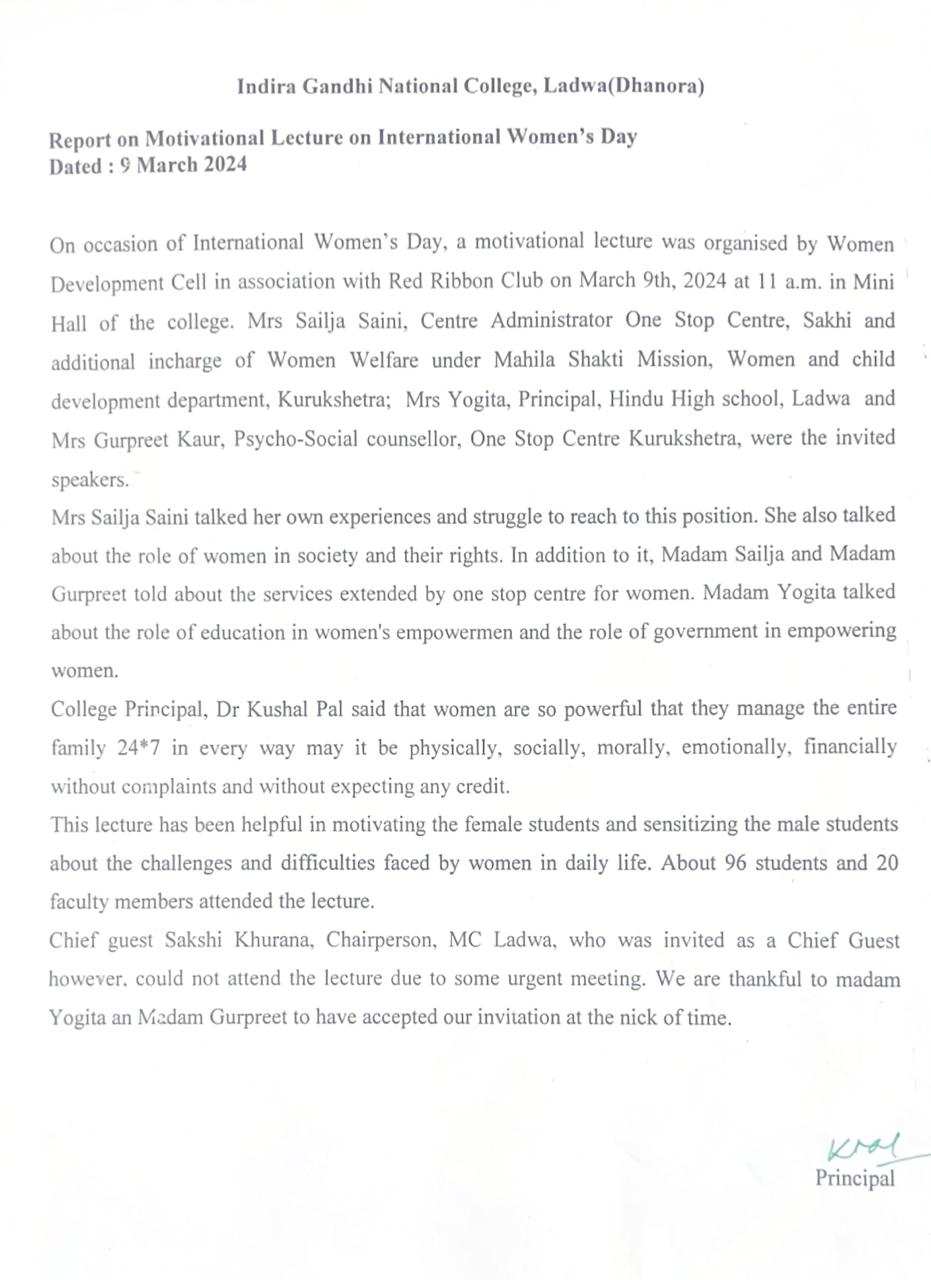 Indira Gandhi National College, Ladwa(Dhanora)
Report on Motivational Lecture on International Women's Day
Dated : 9 March 2024
On occasion of International Women's Day, a motivational lecture was organised by Women
Development Cell in association with Red Ribbon Club on March 9th, 2024 at 11 a.m. in Mini
Hall of the college. Mrs Sailja Saini, Centre Administrator One Stop Centre, Sakhi and
additional incharge of Women Welfare under Mahila Shakti Mission, Women and child
development department, Kurukshetra; Mrs Yogita, Principal, Hindu High school, Ladwa and
Mrs Gurpreet Kaur, Psycho-Social counsellor, One Stop Centre Kurukshetra, were the invited
speakers.
Mrs Sailja Saini talked her own experiences and struggle to reach to this position. She also talked
about the role of women in society and their rights. In addition to it, Madam Sailja and Madam
Gurpreet told about the services extended by one stop centre for women. Madam Yogita talked
about the role of education in women's empowermen and the role of government in empowering
women.
College Principal, Dr Kushal Pal said that women are so powerful that they manage the entire
family 24*7 in every way may it be physically, socially, morally, emotionally, financially
without complaints and without expecting any credit.
This lecture has been helpful in motivating the female students and sensitizing the male students
about the challenges and difficulties faced by women in daily life. About 96 students and 20
faculty members attended the lecture.
Chief guest Sakshi Khurana, Chairperson, MC Ladwa, who was invited as a Chief Guest
however, could not attend the lecture due to some urgent meeting. We are thankful to madam
Yogita an Madam Gurpreet to have accepted our invitation at the nick of time.
Principal